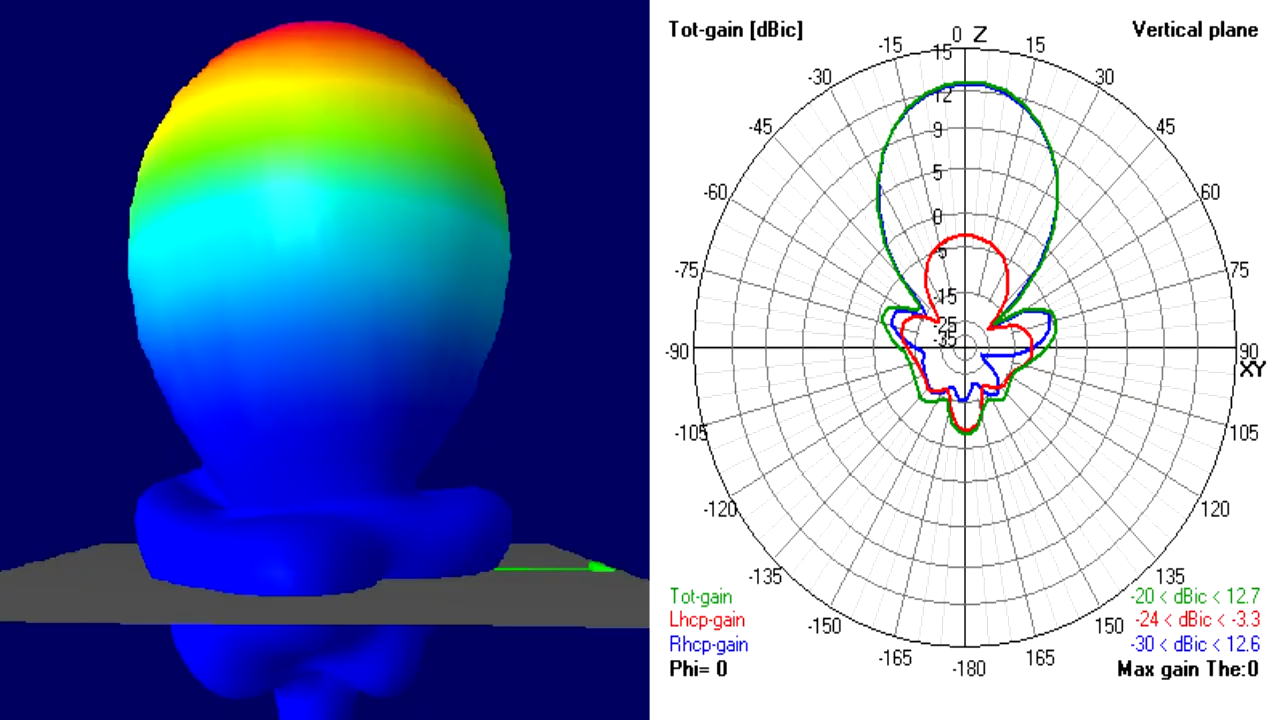 Tot-gain [dBic]
Vertical plane
0 Z
-15 15
15
-30 30
12
-45 45
9
5
-60 60
0
-5
-75 75
-15
-25
-35
-90 90
XY
-105 105
-120 120
-135 135
Tot-gain -20 < dBic < 12.7
Lhcp-gain -24 < dBic < -3.3
-150 150
Rhcp-gain -30 < dBic < 12.6
-165 -180 165
Phi= 0 Max gain The:0